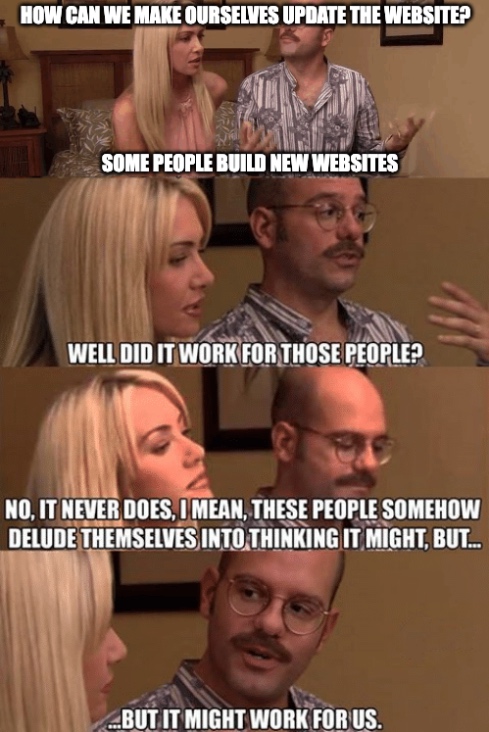 HOW CAN WE MAKE OURSELVES UPDATE THE WEBSITE?
SOME PEOPLE BUILD NEW WEBSITES
WELL DID IT WORK FOR THOSE PEOPLE?
NO, IT NEVER DOES, I MEAN, THESE PEOPLE SOMEHOW
DELUDE THEMSELVES INTO THINKING IT MIGHT, BUT...
...BUT IT MIGHT WORK FOR US.